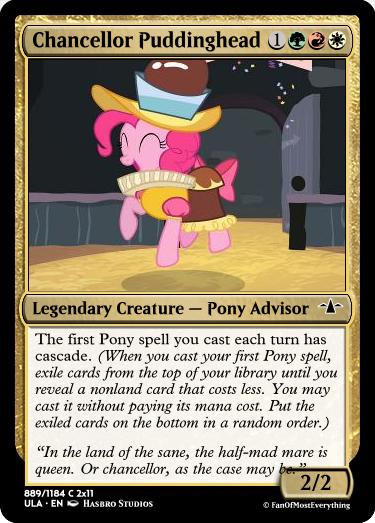 Chancellor Puddinghead 1
Legendary Creature — Pony Advisor
The first Pony spell you cast each turn has
cascade. (When you cast your first Pony spell,
exile cards from the top of your library until you
reveal a nonland card that costs less. You may
cast it without paying its mana cost. Put the
exiled cards on the bottom in a random order.)
“In the land of the sane, the half-mad mare is
queen. Or chancellor, as the case may be.”
2/2
889/1184 C 2x11
ULA · EN Hasbro Studios
© FanOfMostEverything